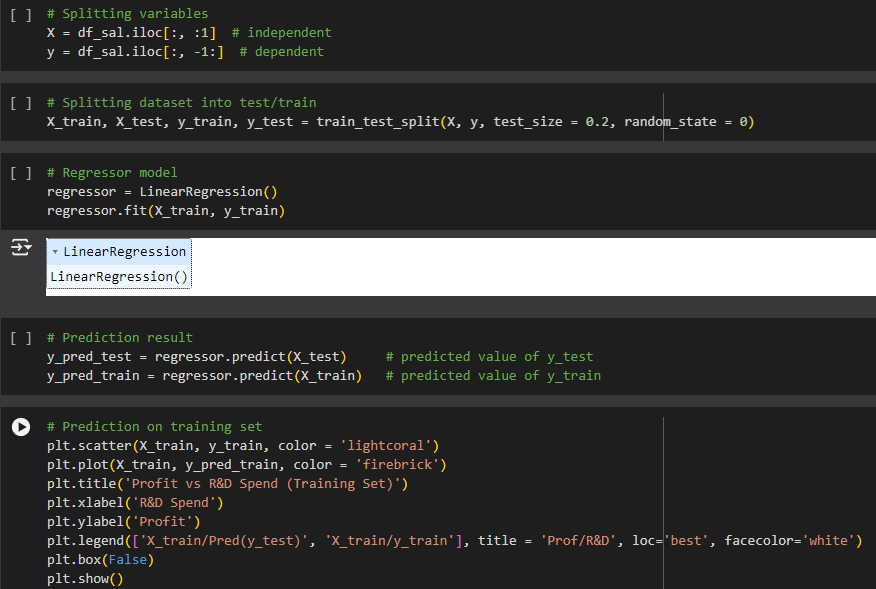 [ ] # Splitting variables
X = df_sal.iloc[:, :1]  # independent
y = df_sal.iloc[:, -1:]  # dependent
[ ] # Splitting dataset into test/train
X_train, X_test, y_train, y_test = train_test_split(X, y, test_size = 0.2, random_state = 0)
[ ] # Regressor model
regressor = LinearRegression()
regressor.fit(X_train, y_train)
LinearRegression
LinearRegression()
[ ] # Prediction result
y_pred_test = regressor.predict(X_test)     # predicted value of y_test
y_pred_train = regressor.predict(X_train)   # predicted value of y_train
# Prediction on training set
plt.scatter(X_train, y_train, color = 'lightcoral')
plt.plot(X_train, y_pred_train, color = 'firebrick')
plt.title('Profit vs R&D Spend (Training Set)')
plt.xlabel('R&D Spend')
plt.ylabel('Profit')
plt.legend(['X_train/Pred(y_test)', 'X_train/y_train'], title = 'Prof/R&D', loc='best', facecolor='white')
plt.box(False)
plt.show()